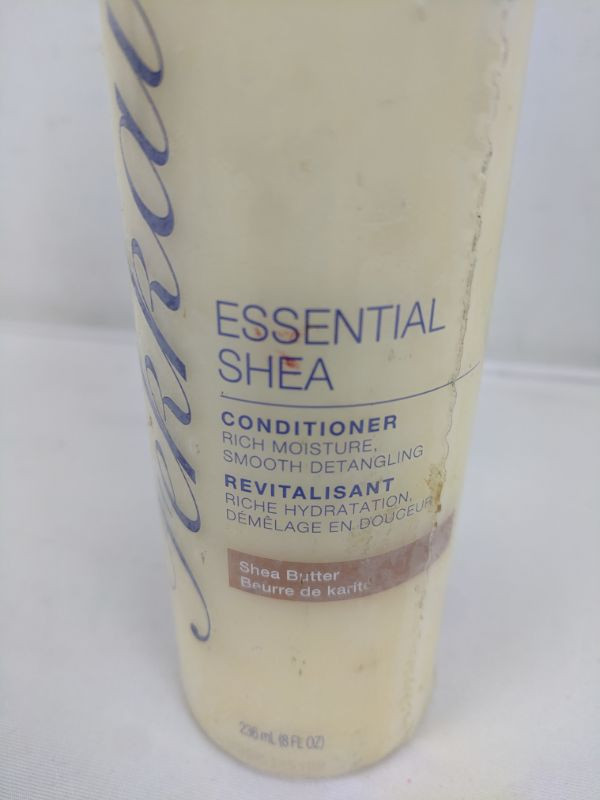 Fekkai
ESSENTIAL
SHEA
CONDITIONER
RICH MOISTURE,
SMOOTH DETANGLING
REVITALISANT
RICHE HYDRATATION,
DÉMÊLAGE EN DOUCEUR
Shea Butter
Beurre de karité
236 mL (8 FL OZ)